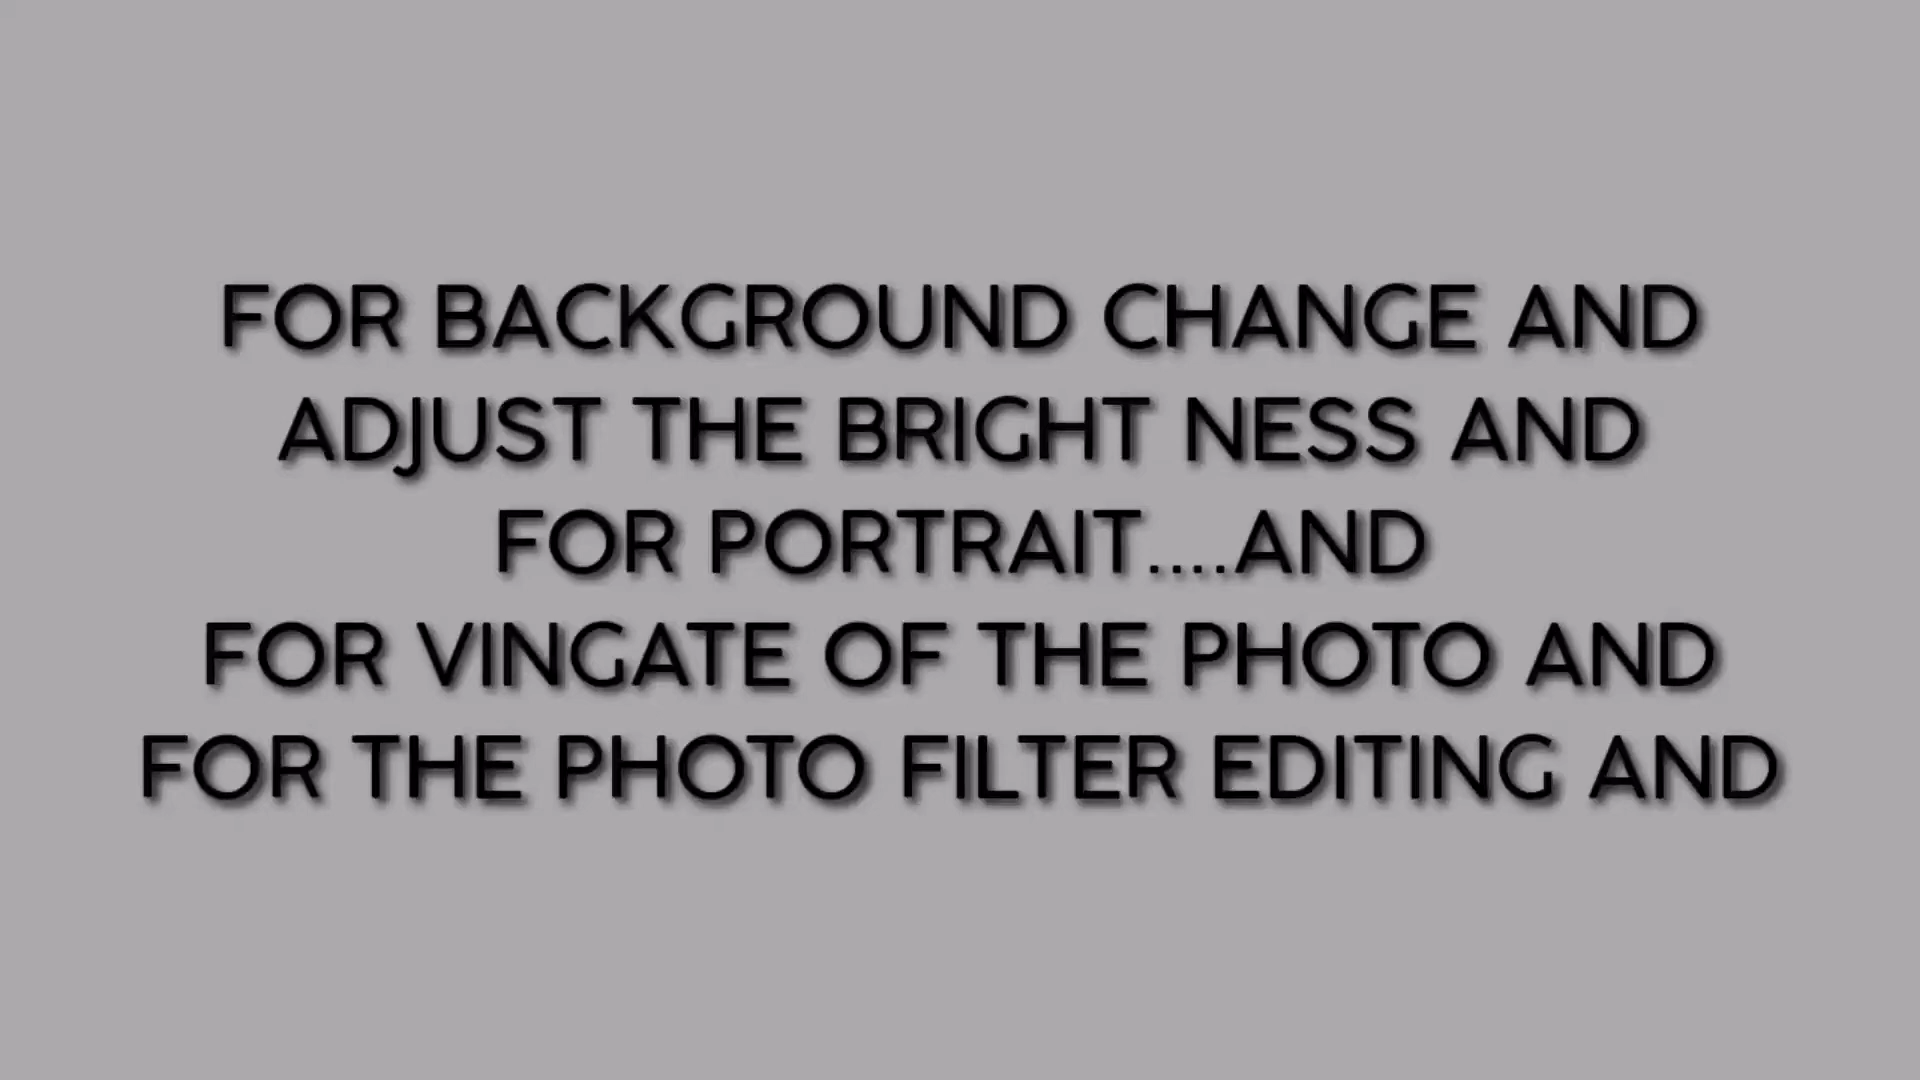 FOR BACKGROUND CHANGE AND
ADJUST THE BRIGHT NESS AND
FOR PORTRAIT....AND
FOR VINGATE OF THE PHOTO AND
FOR THE PHOTO FILTER EDITING AND